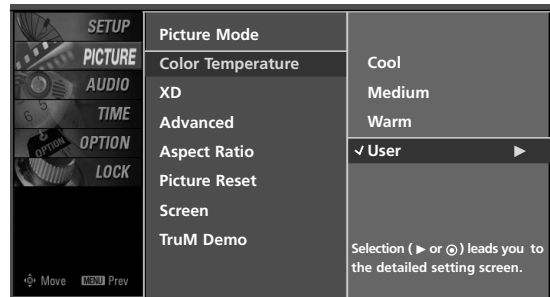 SETUP
PICTURE
AUDIO
TIME
OPTION
LOCK
Move MENU Prev
Picture Mode
Color Temperature
XD
Advanced
Aspect Ratio
Picture Reset
Screen
TruM Demo
Cool
Medium
Warm
✓ User ▶
Selection ( ▶ or ⊙ ) leads you to
the detailed setting screen.